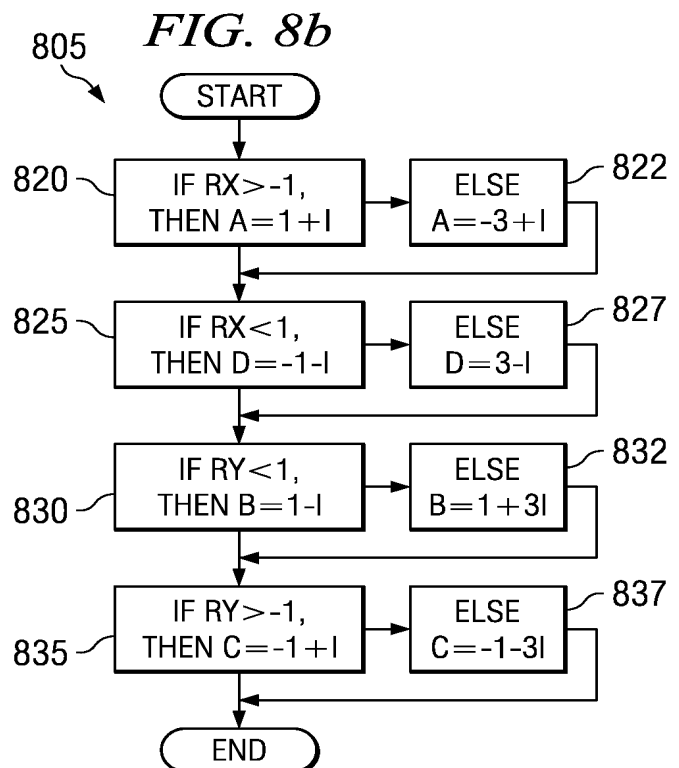 FIG. 8b
805
START
820
IF RX>-1,
THEN A=1+I
ELSE
A=-3+I
822
825
IF RX<1,
THEN D=-1-I
ELSE
D=3-I
827
830
IF RY<1,
THEN B=1-I
ELSE
B=1+3I
832
835
IF RY>-1,
THEN C=-1+I
ELSE
C=-1-3I
837
END